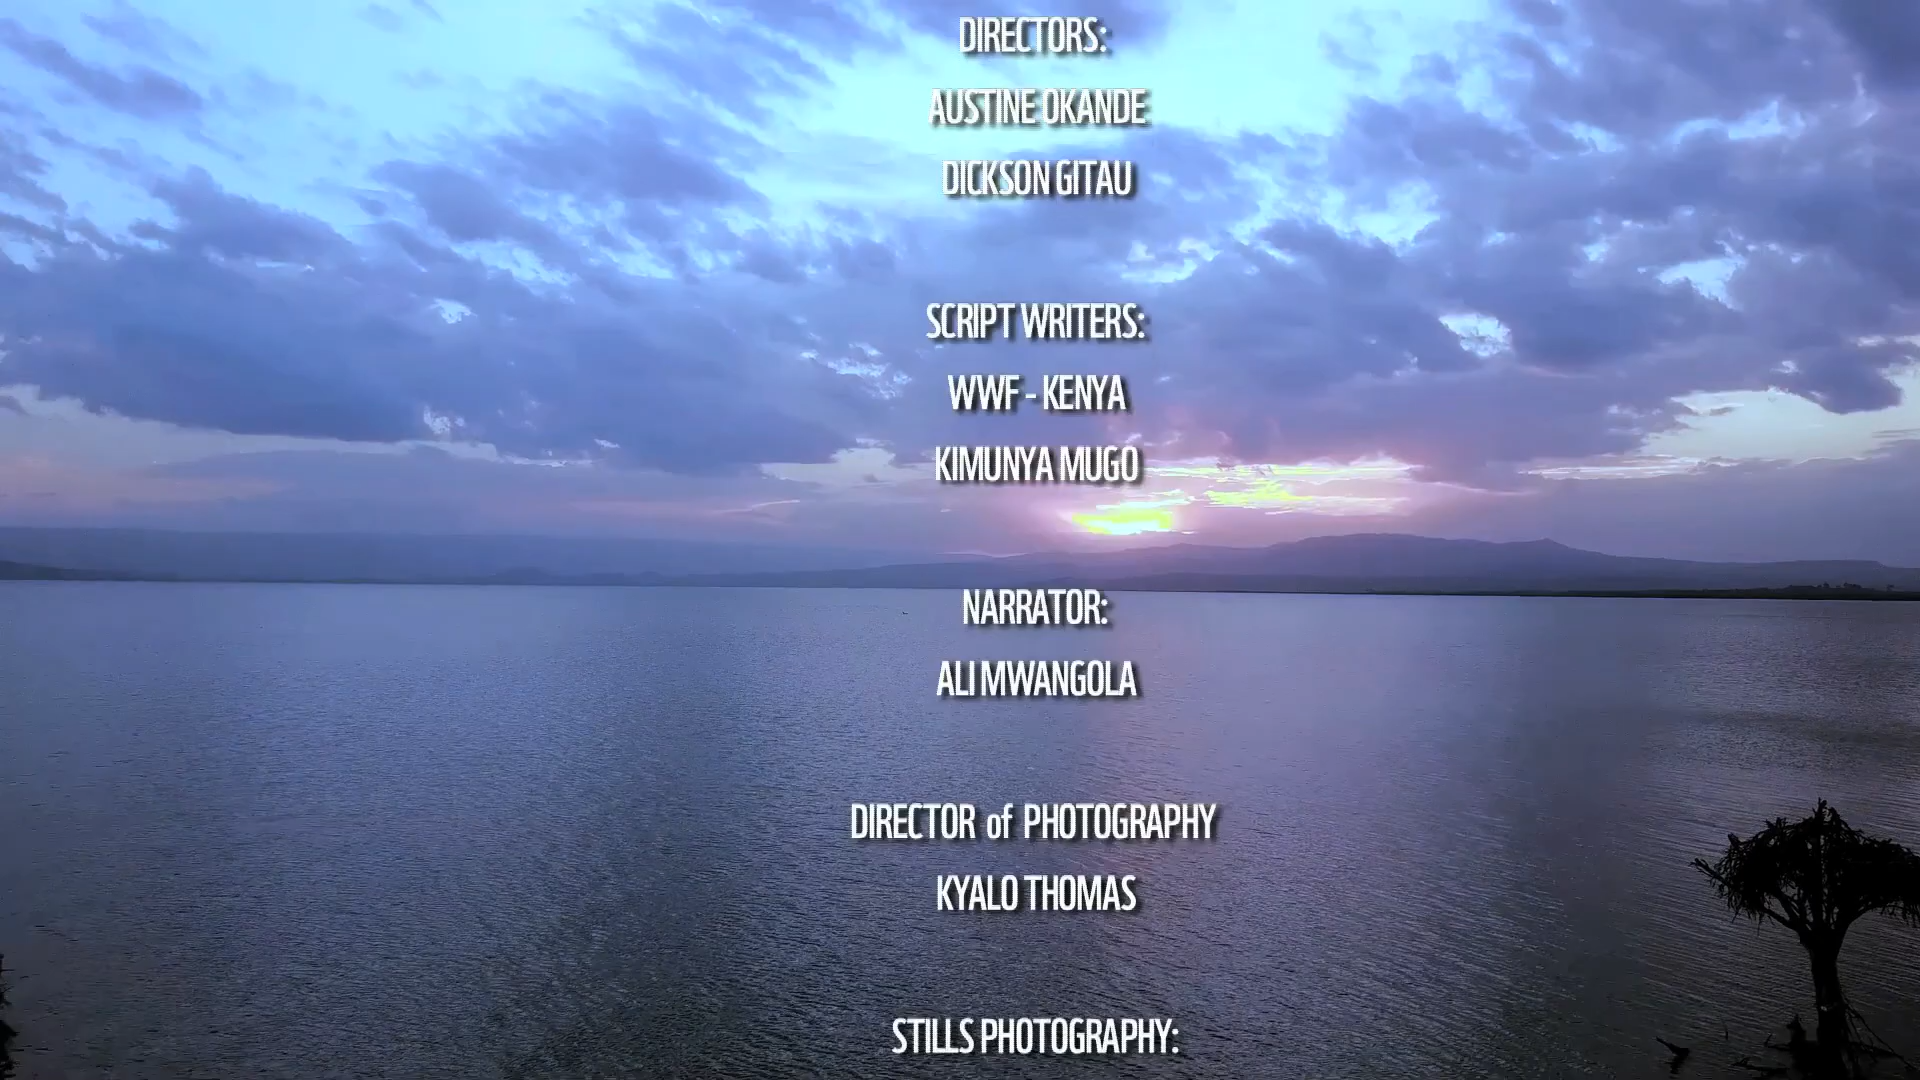 DIRECTORS:
AUSTINE OKANDE
DICKSON GITAU
SCRIPT WRITERS:
WWF - KENYA
KIMUNYA MUGO
NARRATOR:
ALI MWANGOLA
DIRECTOR of PHOTOGRAPHY
KYALO THOMAS
STILLS PHOTOGRAPHY: